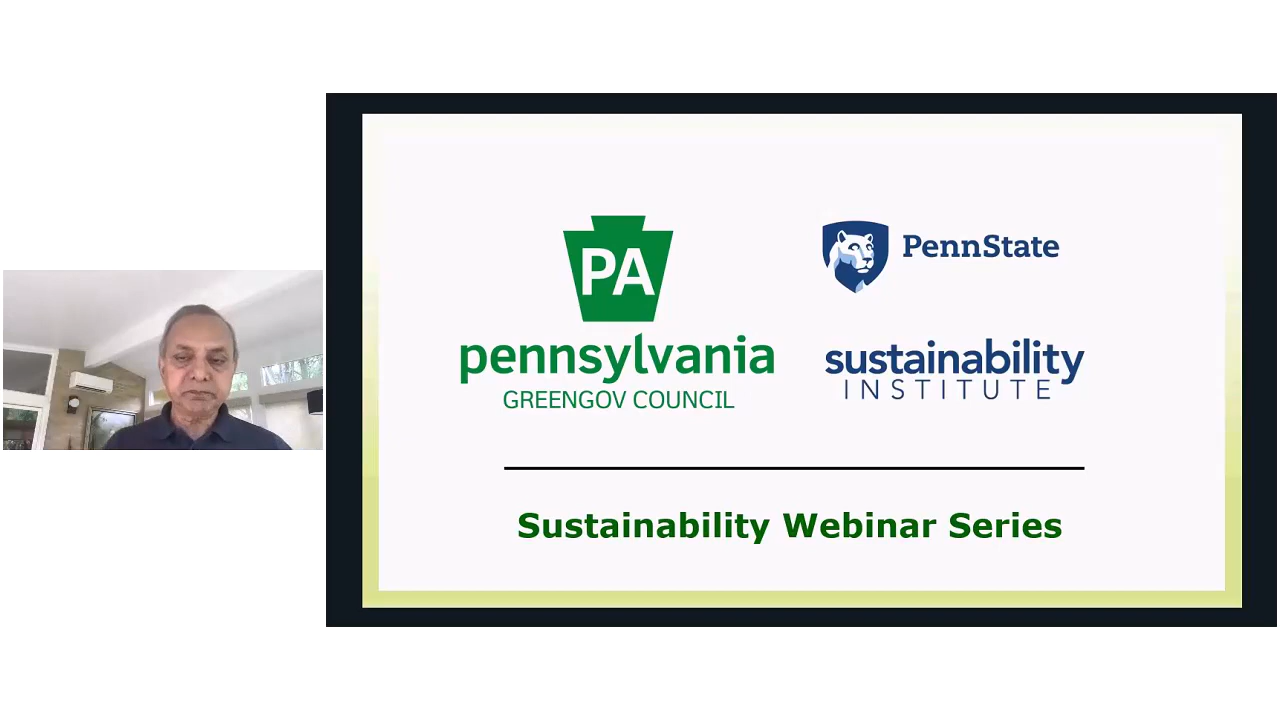 PA
pennsylvania
GREENGOV COUNCIL
PennState
sustainability
INSTITUTE
Sustainability Webinar Series